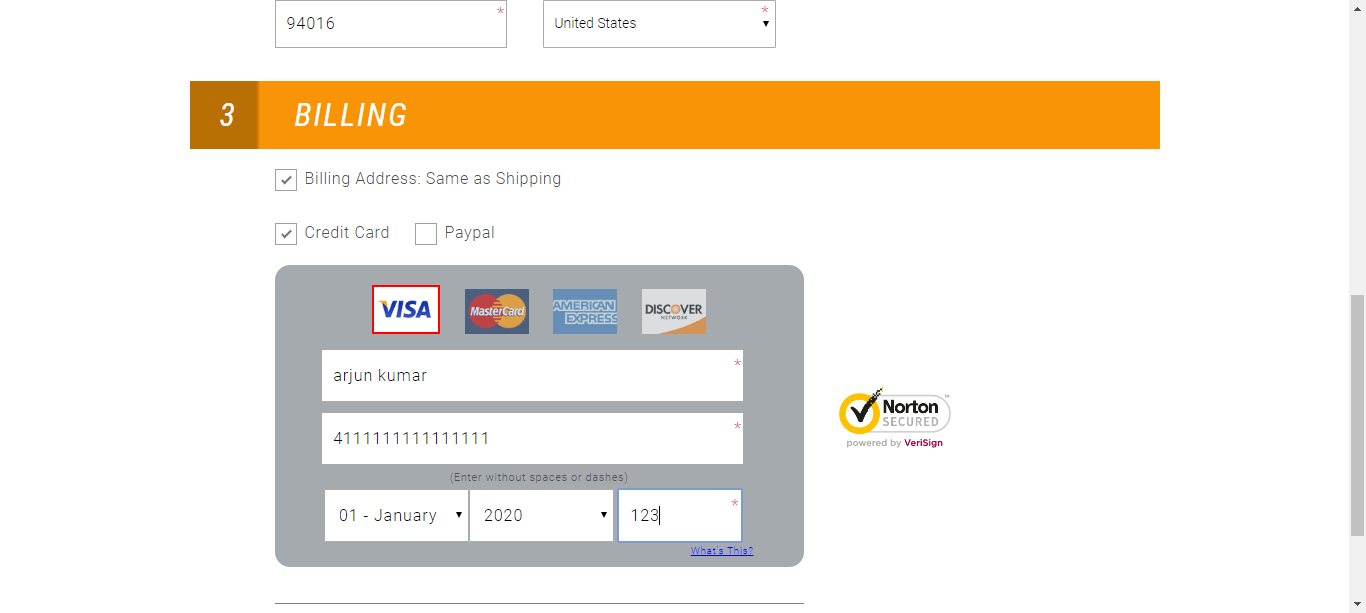 94016 * United States *
3 BILLING
Billing Address: Same as Shipping
Credit Card Paypal
VISA MasterCard AMERICAN EXPRESS DISCOVER NETWORK
arjun kumar *
4111111111111111 *
(Enter without spaces or dashes)
01 - January 2020 123 *
What's This?
Norton
SECURED
powered by VeriSign